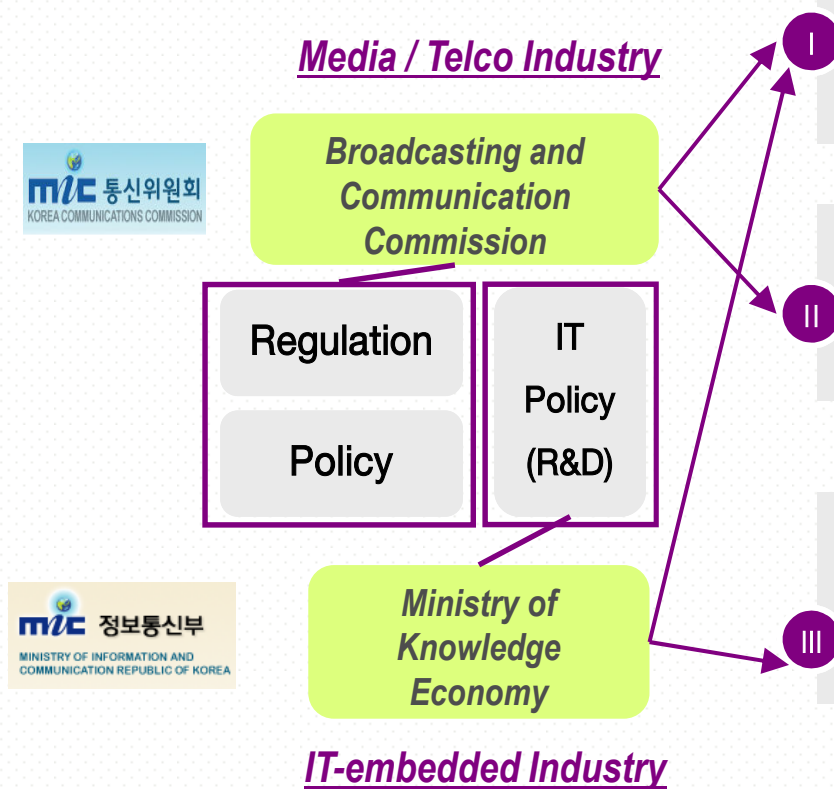 Media / Telco Industry
I
Broadcasting and
Communication
Commission
mic 통신위원회
KOREA COMMUNICATIONS COMMISSION
Regulation
Policy
IT
Policy
(R&D)
II
Ministry of
Knowledge
Economy
mic 정보통신부
MINISTRY OF INFORMATION AND
COMMUNICATION REPUBLIC OF KOREA
III
IT-embedded Industry